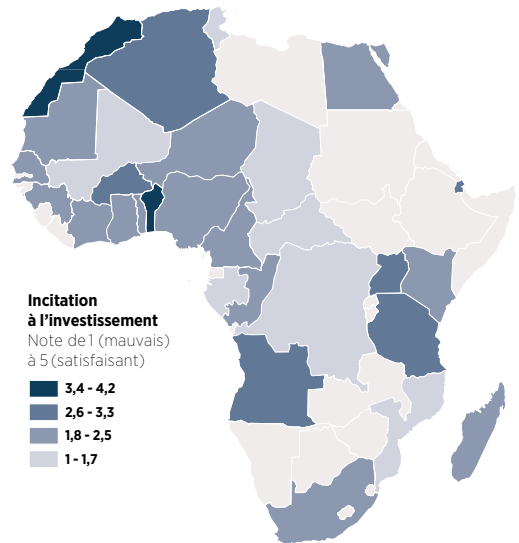 Incitation
à l’investissement
Note de 1 (mauvais)
à 5 (satisfaisant)
3,4 - 4,2
2,6 - 3,3
1,8 - 2,5
1 - 1,7